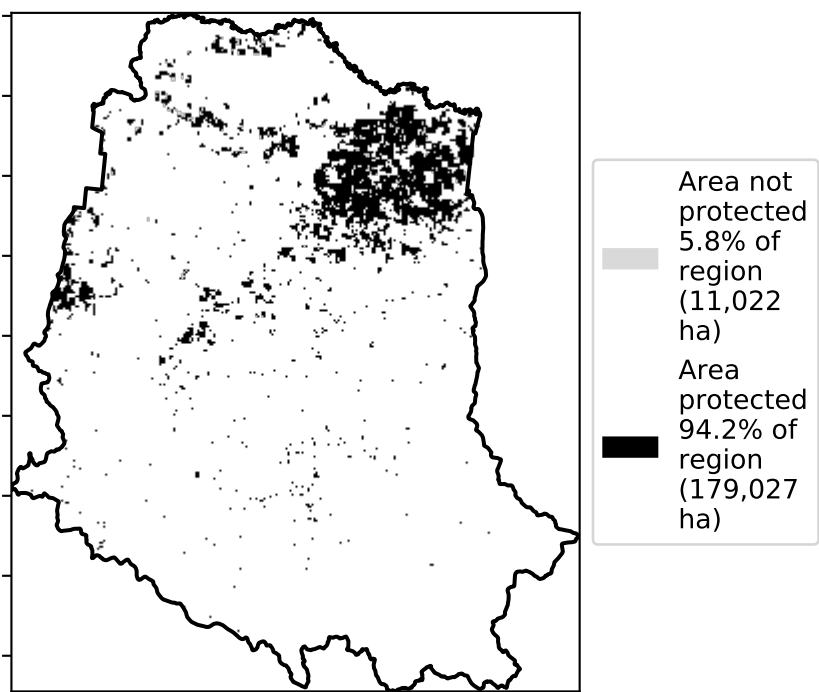 Area not
protected
5.8% of
region
(11,022
ha)
Area
protected
94.2% of
region
(179,027
ha)